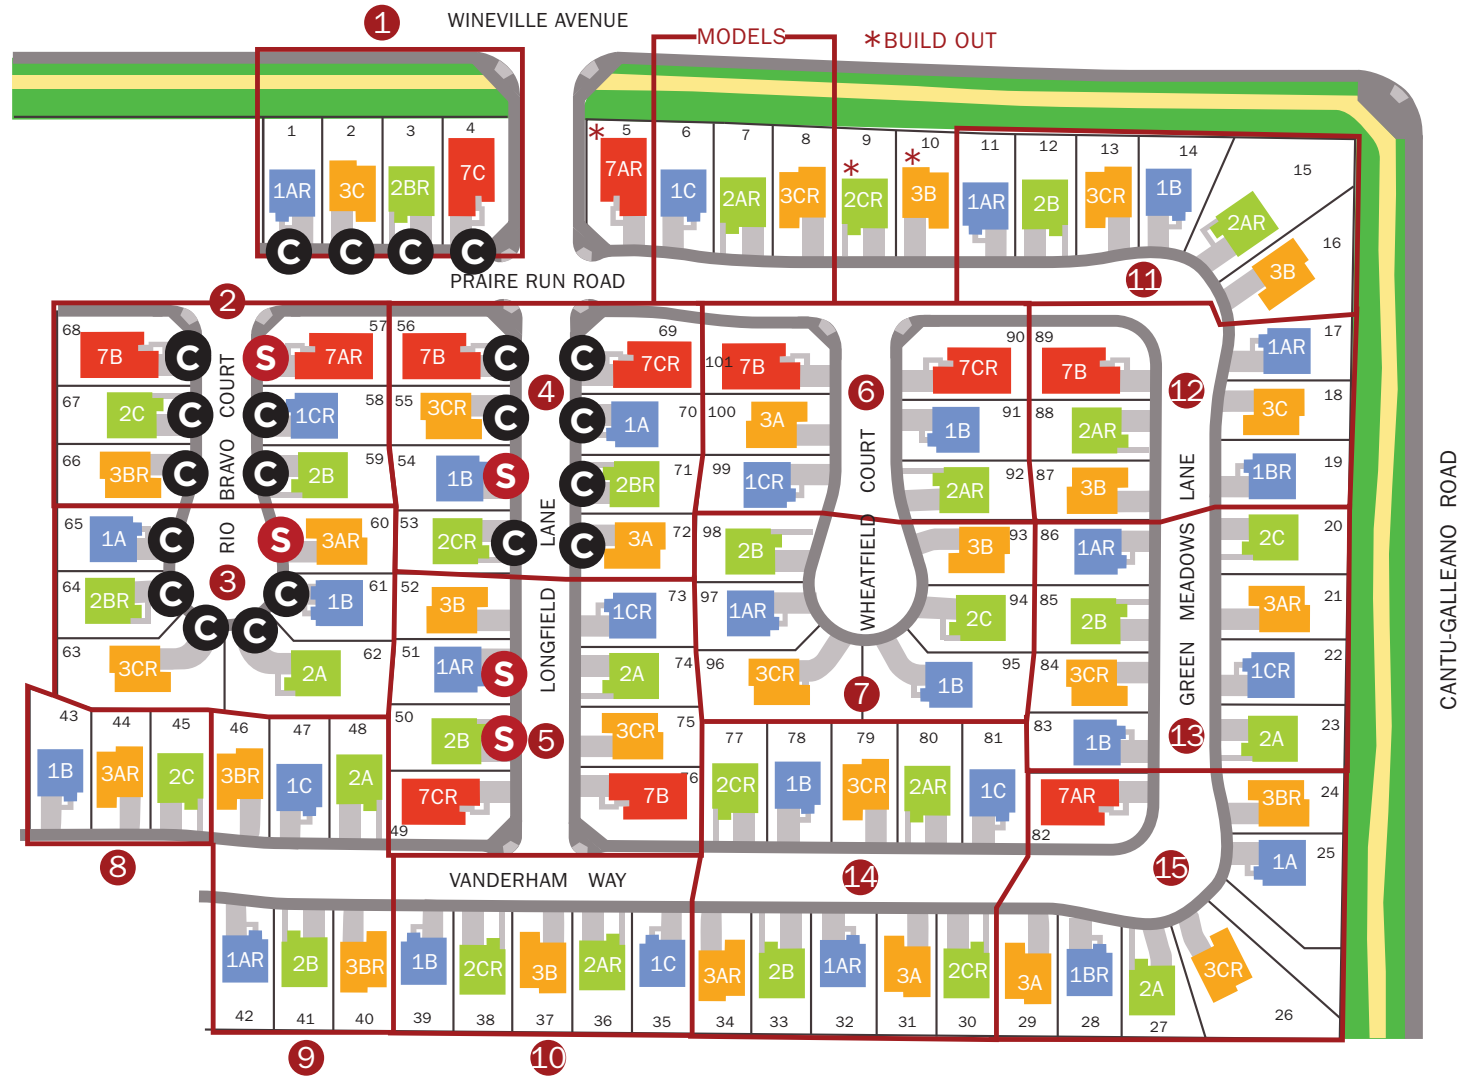 1 WINEVILLE AVENUE
MODELS *BUILD OUT
1 2 3 4 * 5 6 7 8 9 10 11 12 13 14 15
* *
1AR 3C 2BR 7C 7AR 1C 2AR 3CR 2CR 3B 1AR 2B 3CR 1B 2AR
16
3B
C C C C
PRAIRE RUN ROAD
11
2
68 57 56 69 90 89 17
7B C S 7AR 7B C C 7CR 101 7B 7CR 7B 1AR
67 58 55 4 70 100 6 91 88 12 18
2C C C 1CR 3CR C C 1A 3A 1B 2AR 3C
66 59 54 71 99 92 87 19
3BR C C 2B 1B S C 2BR 1CR 2AR 3B 1BR
65 60 53 72 98 93 86 20
1A C S 3AR 2CR C C 3A 2B 3B 1AR 2C
64 3 61 52 73 97 94 85 21
2BR C C 1B 3B 1CR 1AR 2C 2B 3AR
C C
63 62 51 74 96 95 84 22
3CR 2A 1AR S 2A 3CR 7 1B 3CR 1CR
RIO BRAVO COURT
LONGFIELD LANE
WHEATFIELD COURT
GREEN MEADOWS LANE
CANTU-GALLEANO ROAD
43 44 45 46 47 48 50 75 77 78 79 80 81 83 23
1B 3AR 2C 3BR 1C 2A 2B S 5 3CR 2CR 1B 3CR 2AR 1C 1B 13 2A
49 7CR 7B 76 7AR 82 3BR 24
8 14 15 1A 25
VANDERHAM WAY
1AR 2B 3BR 1B 2CR 3B 2AR 1C 3AR 2B 1AR 3A 2CR 3A 1BR 2A 3CR
42 41 40 39 38 37 36 35 34 33 32 31 30 29 28 27 26
9 10